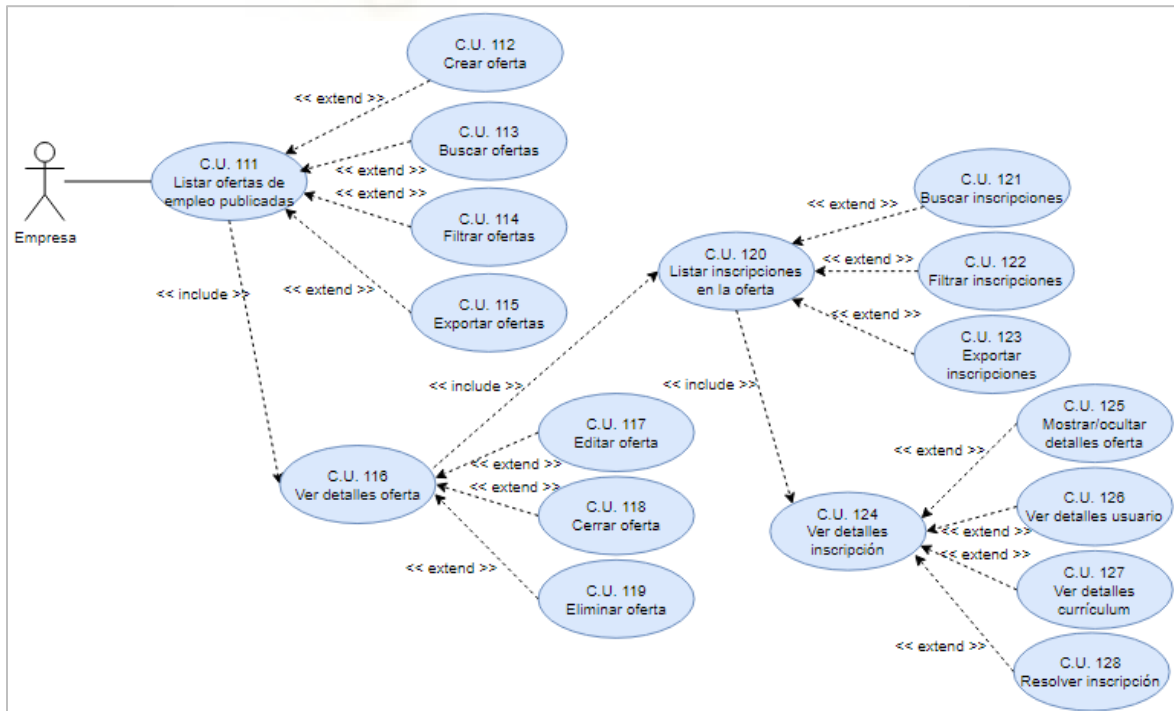 C.U. 112
Crear oferta
<< extend >>
C.U. 113
Buscar ofertas
<< extend >>
C.U. 111
Listar ofertas de
empleo publicadas
<< extend >>
C.U. 114
Filtrar ofertas
Empresa
<< include >>
<< extend >>
C.U. 115
Exportar ofertas
C.U. 121
Buscar inscripciones
<< extend >>
C.U. 120
Listar inscripciones
en la oferta
<< extend >>
C.U. 122
Filtrar inscripciones
<< extend >>
C.U. 123
Exportar
inscripciones
<< include >>
<< include >>
C.U. 117
Editar oferta
<< extend >>
C.U. 116
Ver detalles oferta
<< extend >>
C.U. 118
Cerrar oferta
<< extend >>
C.U. 119
Eliminar oferta
C.U. 125
Mostrar/ocultar
detalles oferta
<< extend >>
C.U. 126
Ver detalles usuario
<< extend >>
C.U. 124
Ver detalles
inscripción
<< extend >>
C.U. 127
Ver detalles
currículum
<< extend >>
C.U. 128
Resolver inscripción